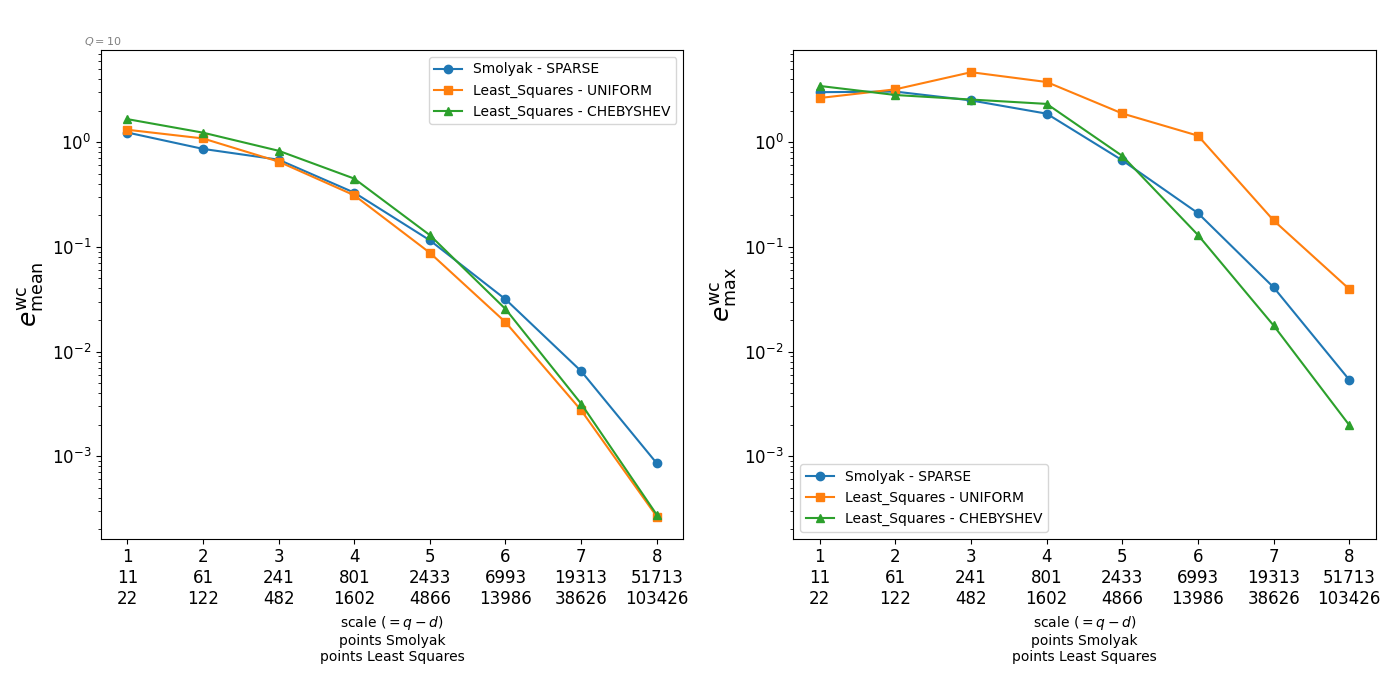 Q = 10
Smolyak - SPARSE
Least_Squares - UNIFORM
Least_Squares - CHEBYSHEV
10^0
10^-1
10^-2
10^-3
e^wc_mean
1 2 3 4 5 6 7 8
11 61 241 801 2433 6993 19313 51713
22 122 482 1602 4866 13986 38626 103426
scale (= q − d)
points Smolyak
points Least Squares
10^0
10^-1
10^-2
10^-3
e^wc_max
Smolyak - SPARSE
Least_Squares - UNIFORM
Least_Squares - CHEBYSHEV
1 2 3 4 5 6 7 8
11 61 241 801 2433 6993 19313 51713
22 122 482 1602 4866 13986 38626 103426
scale (= q − d)
points Smolyak
points Least Squares